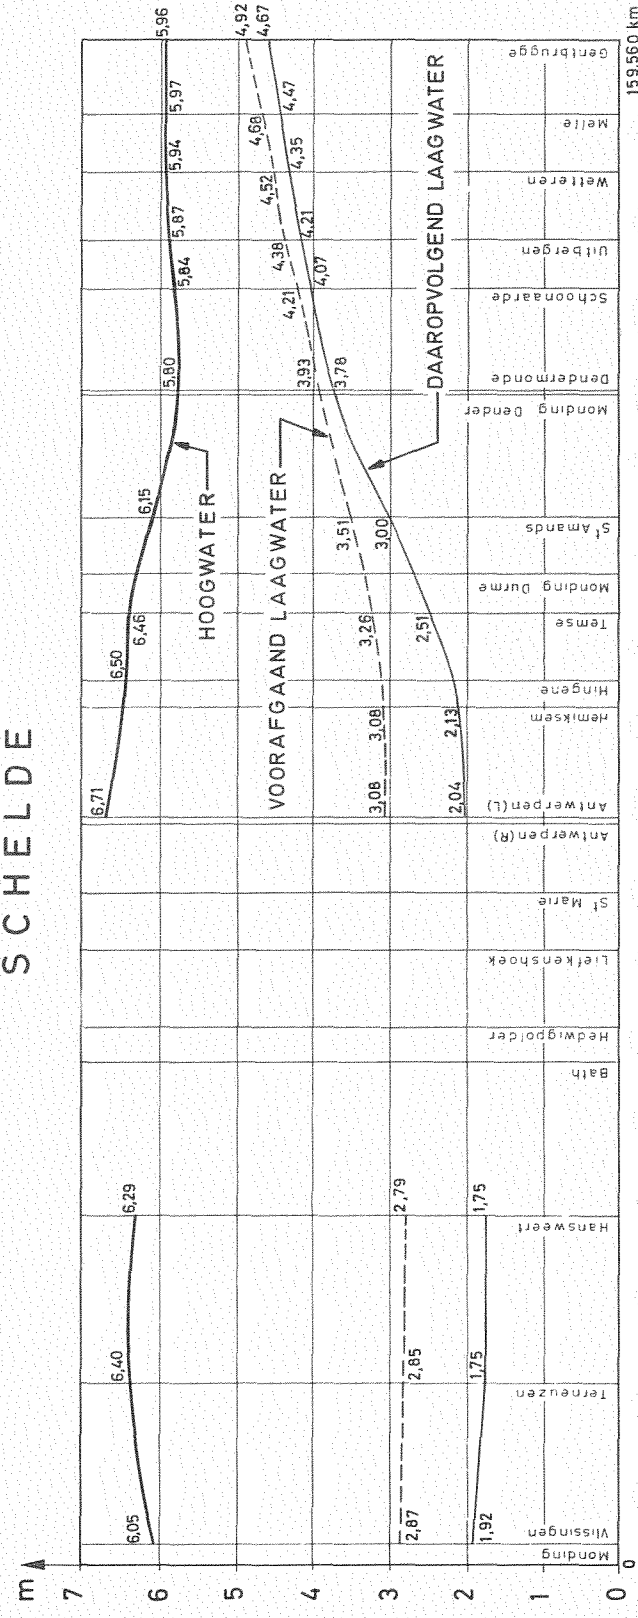 SCHELDE
m
7
6
5
4
3
2
1
0
6,05
6,40
6,29
6,71
6,50
6,46
6,15
5,80
5,84
5,87
5,94
5,97
5,96
HOOGWATER
VOORAFGAAND LAAGWATER
DAAROPVOLGEND LAAGWATER
2,87
2,85
2,79
3,08
3,08
3,26
3,51
3,93
4,21
4,38
4,52
4,68
4,92
1,92
1,75
1,75
2,04
2,13
2,51
3,00
3,78
4,07
4,21
4,35
4,47
4,67
Monding
Vlissingen
Terneuzen
Hansweert
Bath
Hedwigpolder
Liefkenshoek
St Marie
Antwerpen (R)
Antwerpen (L)
Hemiksem
Hingene
Temse
Monding Durme
St Amands
Monding Dender
Dendermonde
Schoonaarde
Uitbergen
Wetteren
Melle
Gentbrugge
0
159.560 km